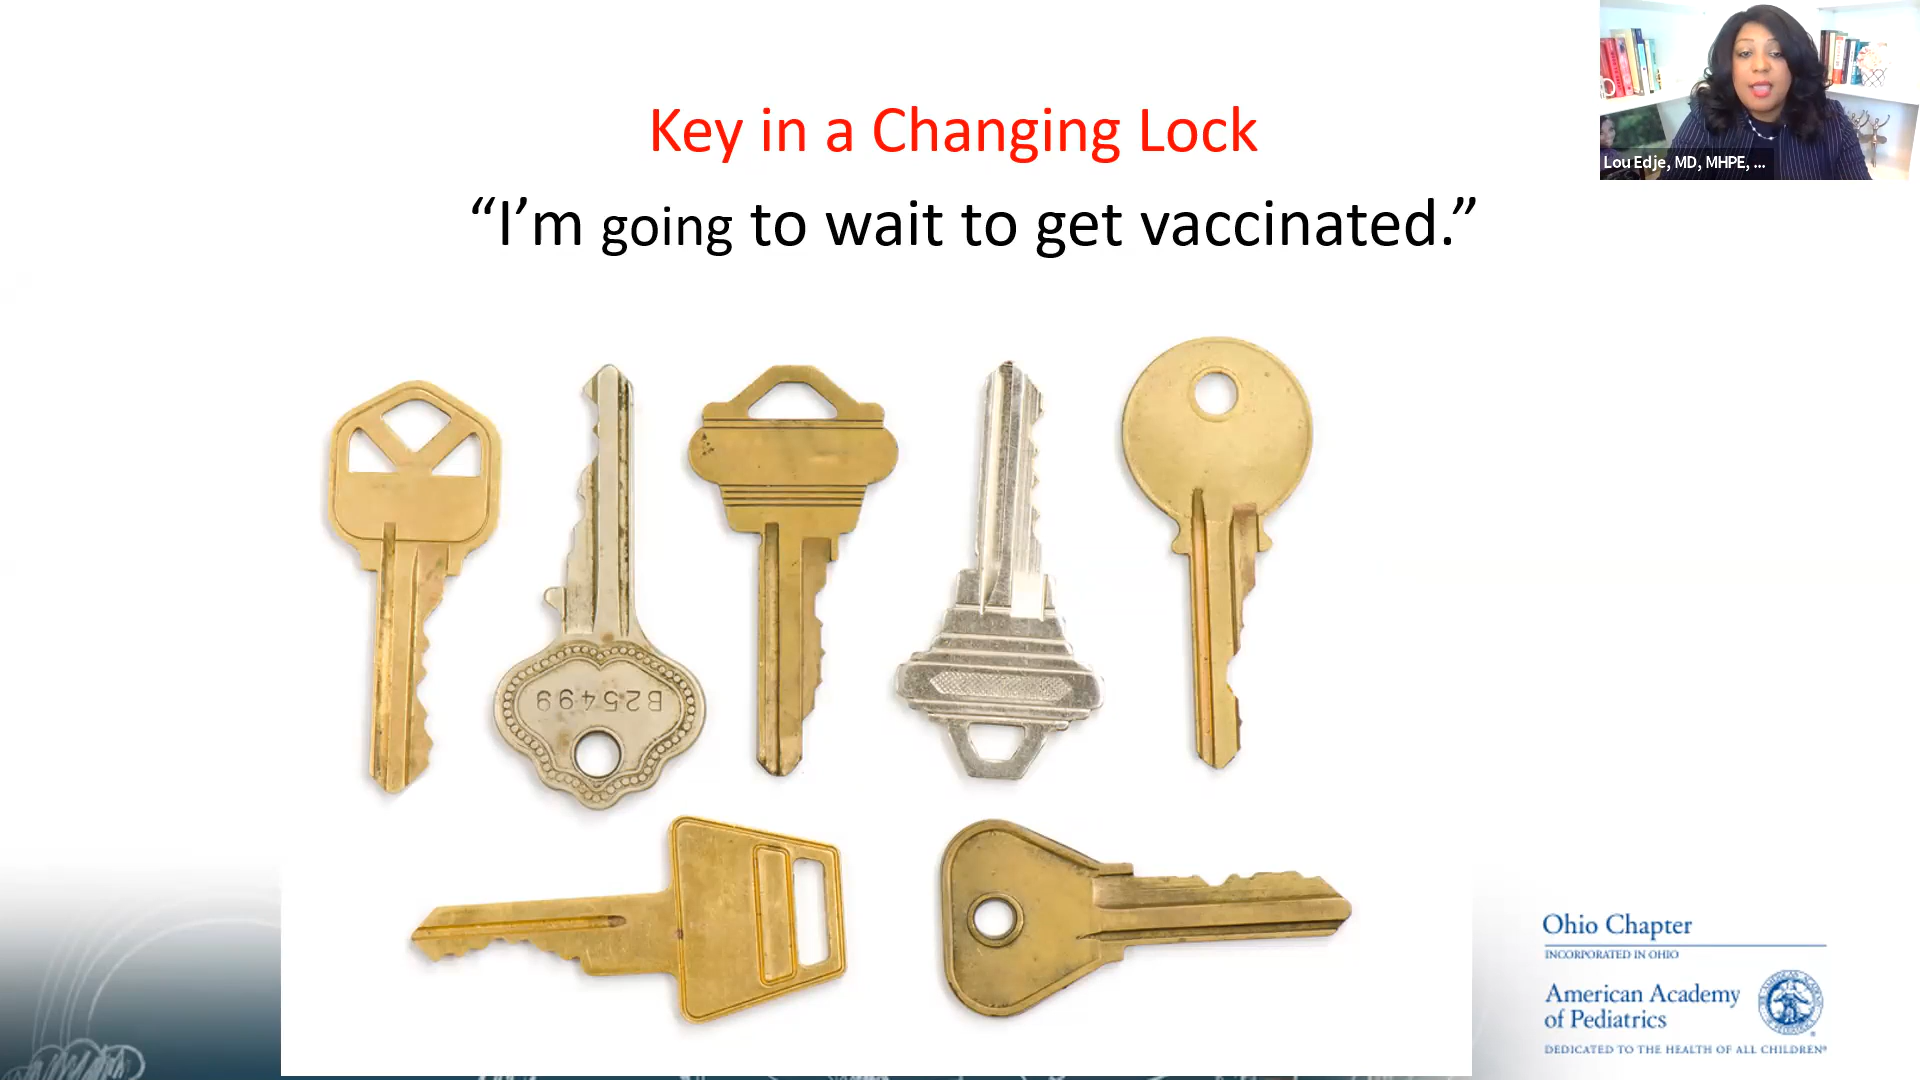 Key in a Changing Lock
“I’m going to wait to get vaccinated.”
Lou Edje, MD, MHPE, ...
B25499
Ohio Chapter
INCORPORATED IN OHIO
American Academy
of Pediatrics
DEDICATED TO THE HEALTH OF ALL CHILDREN®